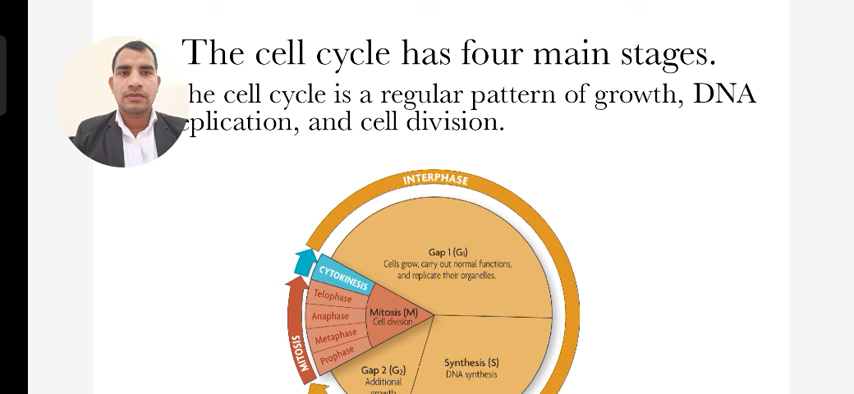 The cell cycle has four main stages.
he cell cycle is a regular pattern of growth, DNA
eplication, and cell division.
INTERPHASE
Gap 1 (G₁)
Cells grow, carry out normal functions,
and replicate their organelles.
CYTOKINESIS
Telophase
Anaphase
Metaphase
Prophase
MITOSIS
Mitosis (M)
Cell division
Gap 2 (G₂)
Additional
growth
Synthesis (S)
DNA synthesis